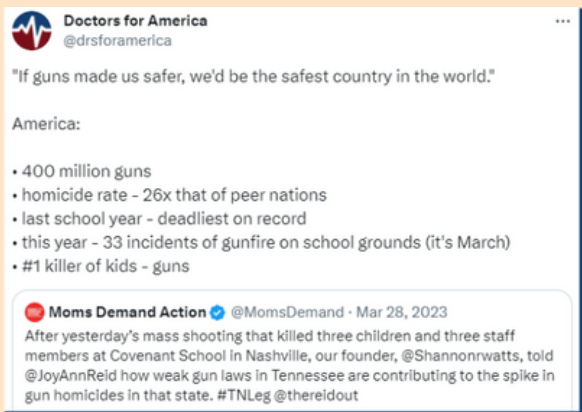 Doctors for America
@drsforamerica
"If guns made us safer, we'd be the safest country in the world."
America:
• 400 million guns
• homicide rate - 26x that of peer nations
• last school year - deadliest on record
• this year - 33 incidents of gunfire on school grounds (it's March)
• #1 killer of kids - guns
Moms Demand Action @MomsDemand · Mar 28, 2023
After yesterday's mass shooting that killed three children and three staff
members at Covenant School in Nashville, our founder, @Shannonrwatts, told
@JoyAnnReid how weak gun laws in Tennessee are contributing to the spike in
gun homicides in that state. #TNLeg @thereidout